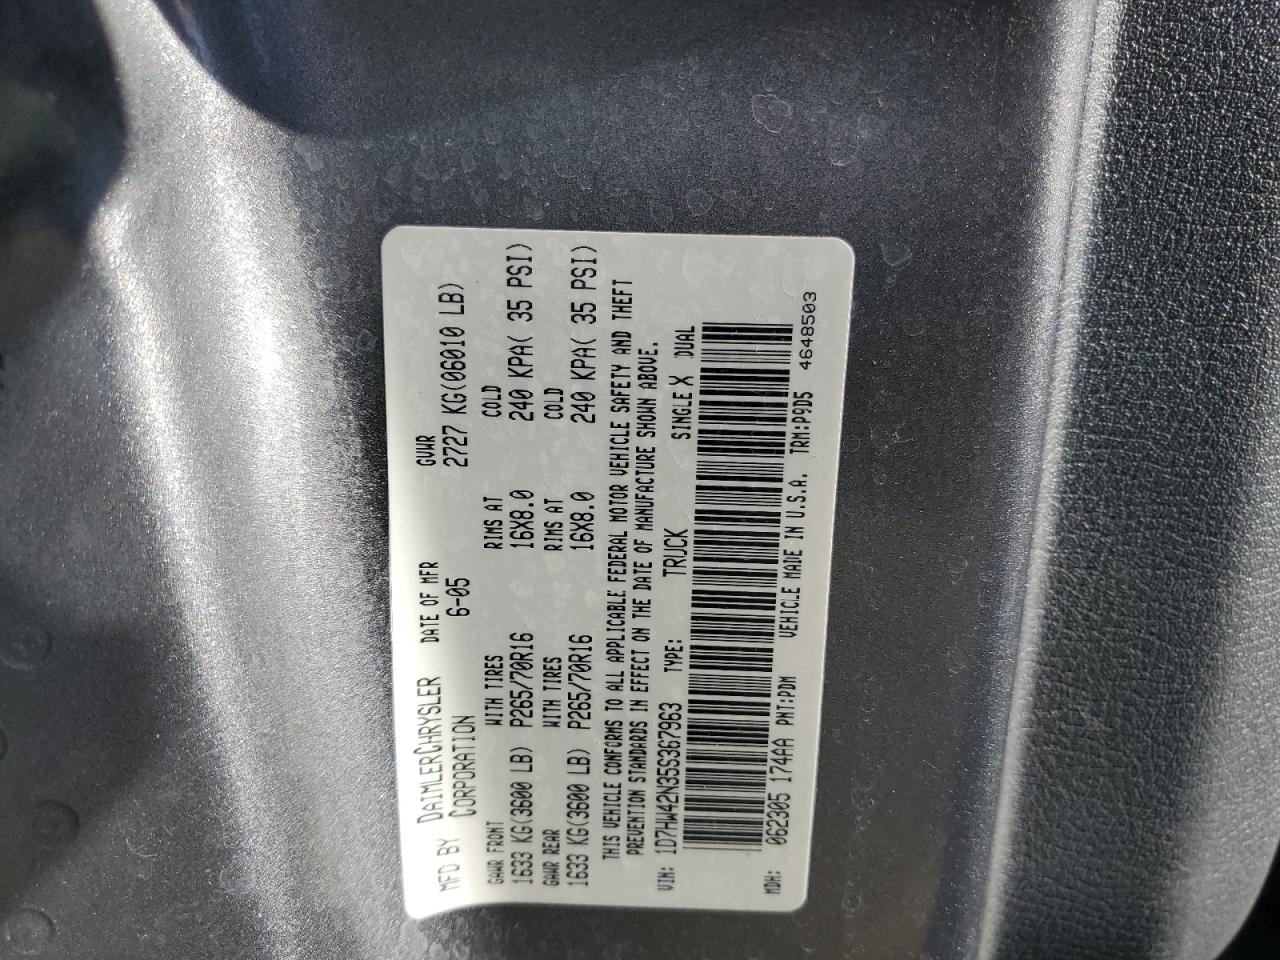 MFD BY DAIMLERCHRYSLER CORPORATION DATE OF MFR 6-05 GVWR 2727 KG(06010 LB)
GAWR FRONT WITH TIRES RIMS AT COLD
1633 KG(3600 LB) P265/70R16 16X8.0 240 KPA( 35 PSI)
GAWR REAR WITH TIRES RIMS AT COLD
1633 KG(3600 LB) P265/70R16 16X8.0 240 KPA( 35 PSI)
THIS VEHICLE CONFORMS TO ALL APPLICABLE FEDERAL MOTOR VEHICLE SAFETY AND THEFT
PREVENTION STANDARDS IN EFFECT ON THE DATE OF MANUFACTURE SHOWN ABOVE.
VIN: 1D7HW42N35S367963 TYPE: TRUCK SINGLE X DUAL
MDH: 062305 174AA PNT:PDM VEHICLE MADE IN U.S.A. TRM:P9D5 4648503